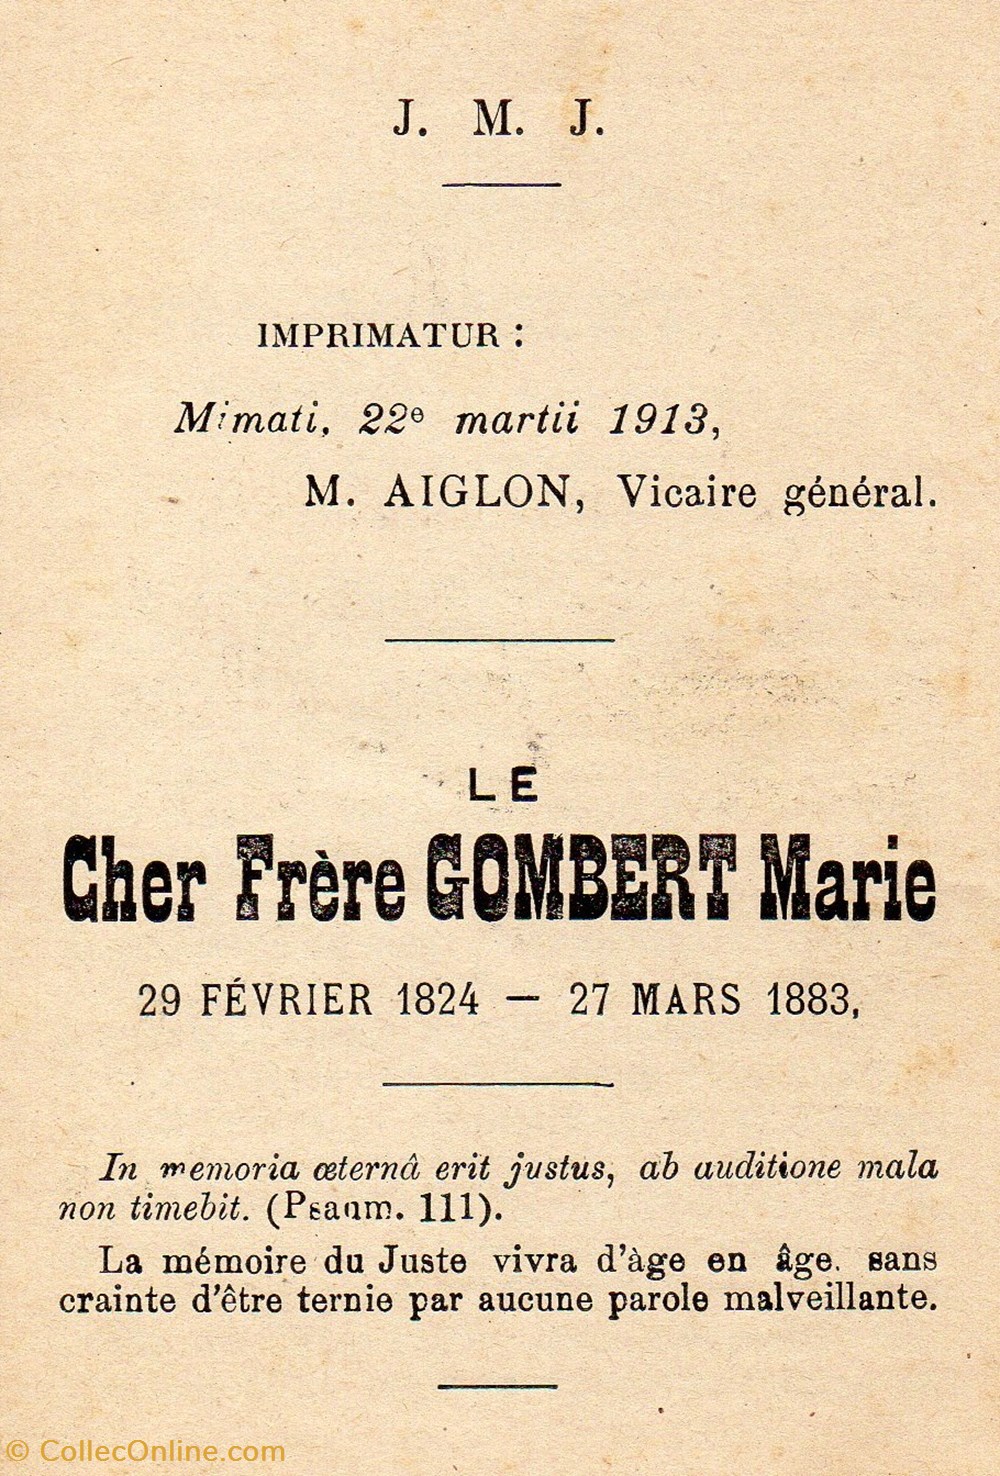 J. M. J.
IMPRIMATUR :
Mimati, 22e martii 1913,
M. AIGLON, Vicaire général.
LE
Cher Frère GOMBERT Marie
29 FÉVRIER 1824 — 27 MARS 1883,
In memoria œternâ erit justus, ab auditione mala
non timebit. (Psaum. 111).
La mémoire du Juste vivra d'àge en âge. sans
crainte d'être ternie par aucune parole malveillante.
© CollecOnline.com